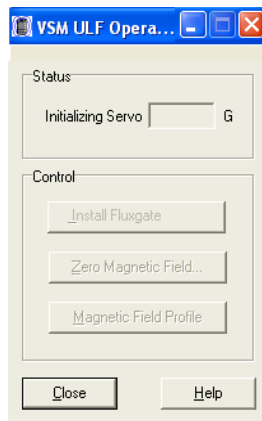 VSM ULF Opera...
Status
Initializing Servo G
Control
Install Fluxgate
Zero Magnetic Field...
Magnetic Field Profile
Close Help